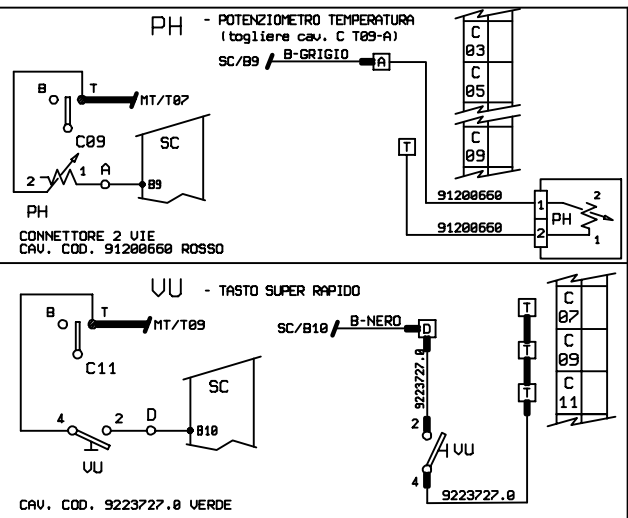 PH - POTENZIOMETRO TEMPERATURA
(togliere cav. C T09-A)
SC/B9 B-GRIGIO A
C
03
C
05
C
09
B T MT/T07
C09
SC
2 1 A B9
PH
T
91200660
91200660
1
2
PH
2
1
CONNETTORE 2 VIE
CAV. COD. 91200660 ROSSO
VU - TASTO SUPER RAPIDO
B T MT/T09
C11
SC
4 2 D B10
VU
SC/B10 B-NERO D
9223727.0
2
VU
4
9223727.0
T
T
T
C
07
C
09
C
11
CAV. COD. 9223727.0 VERDE